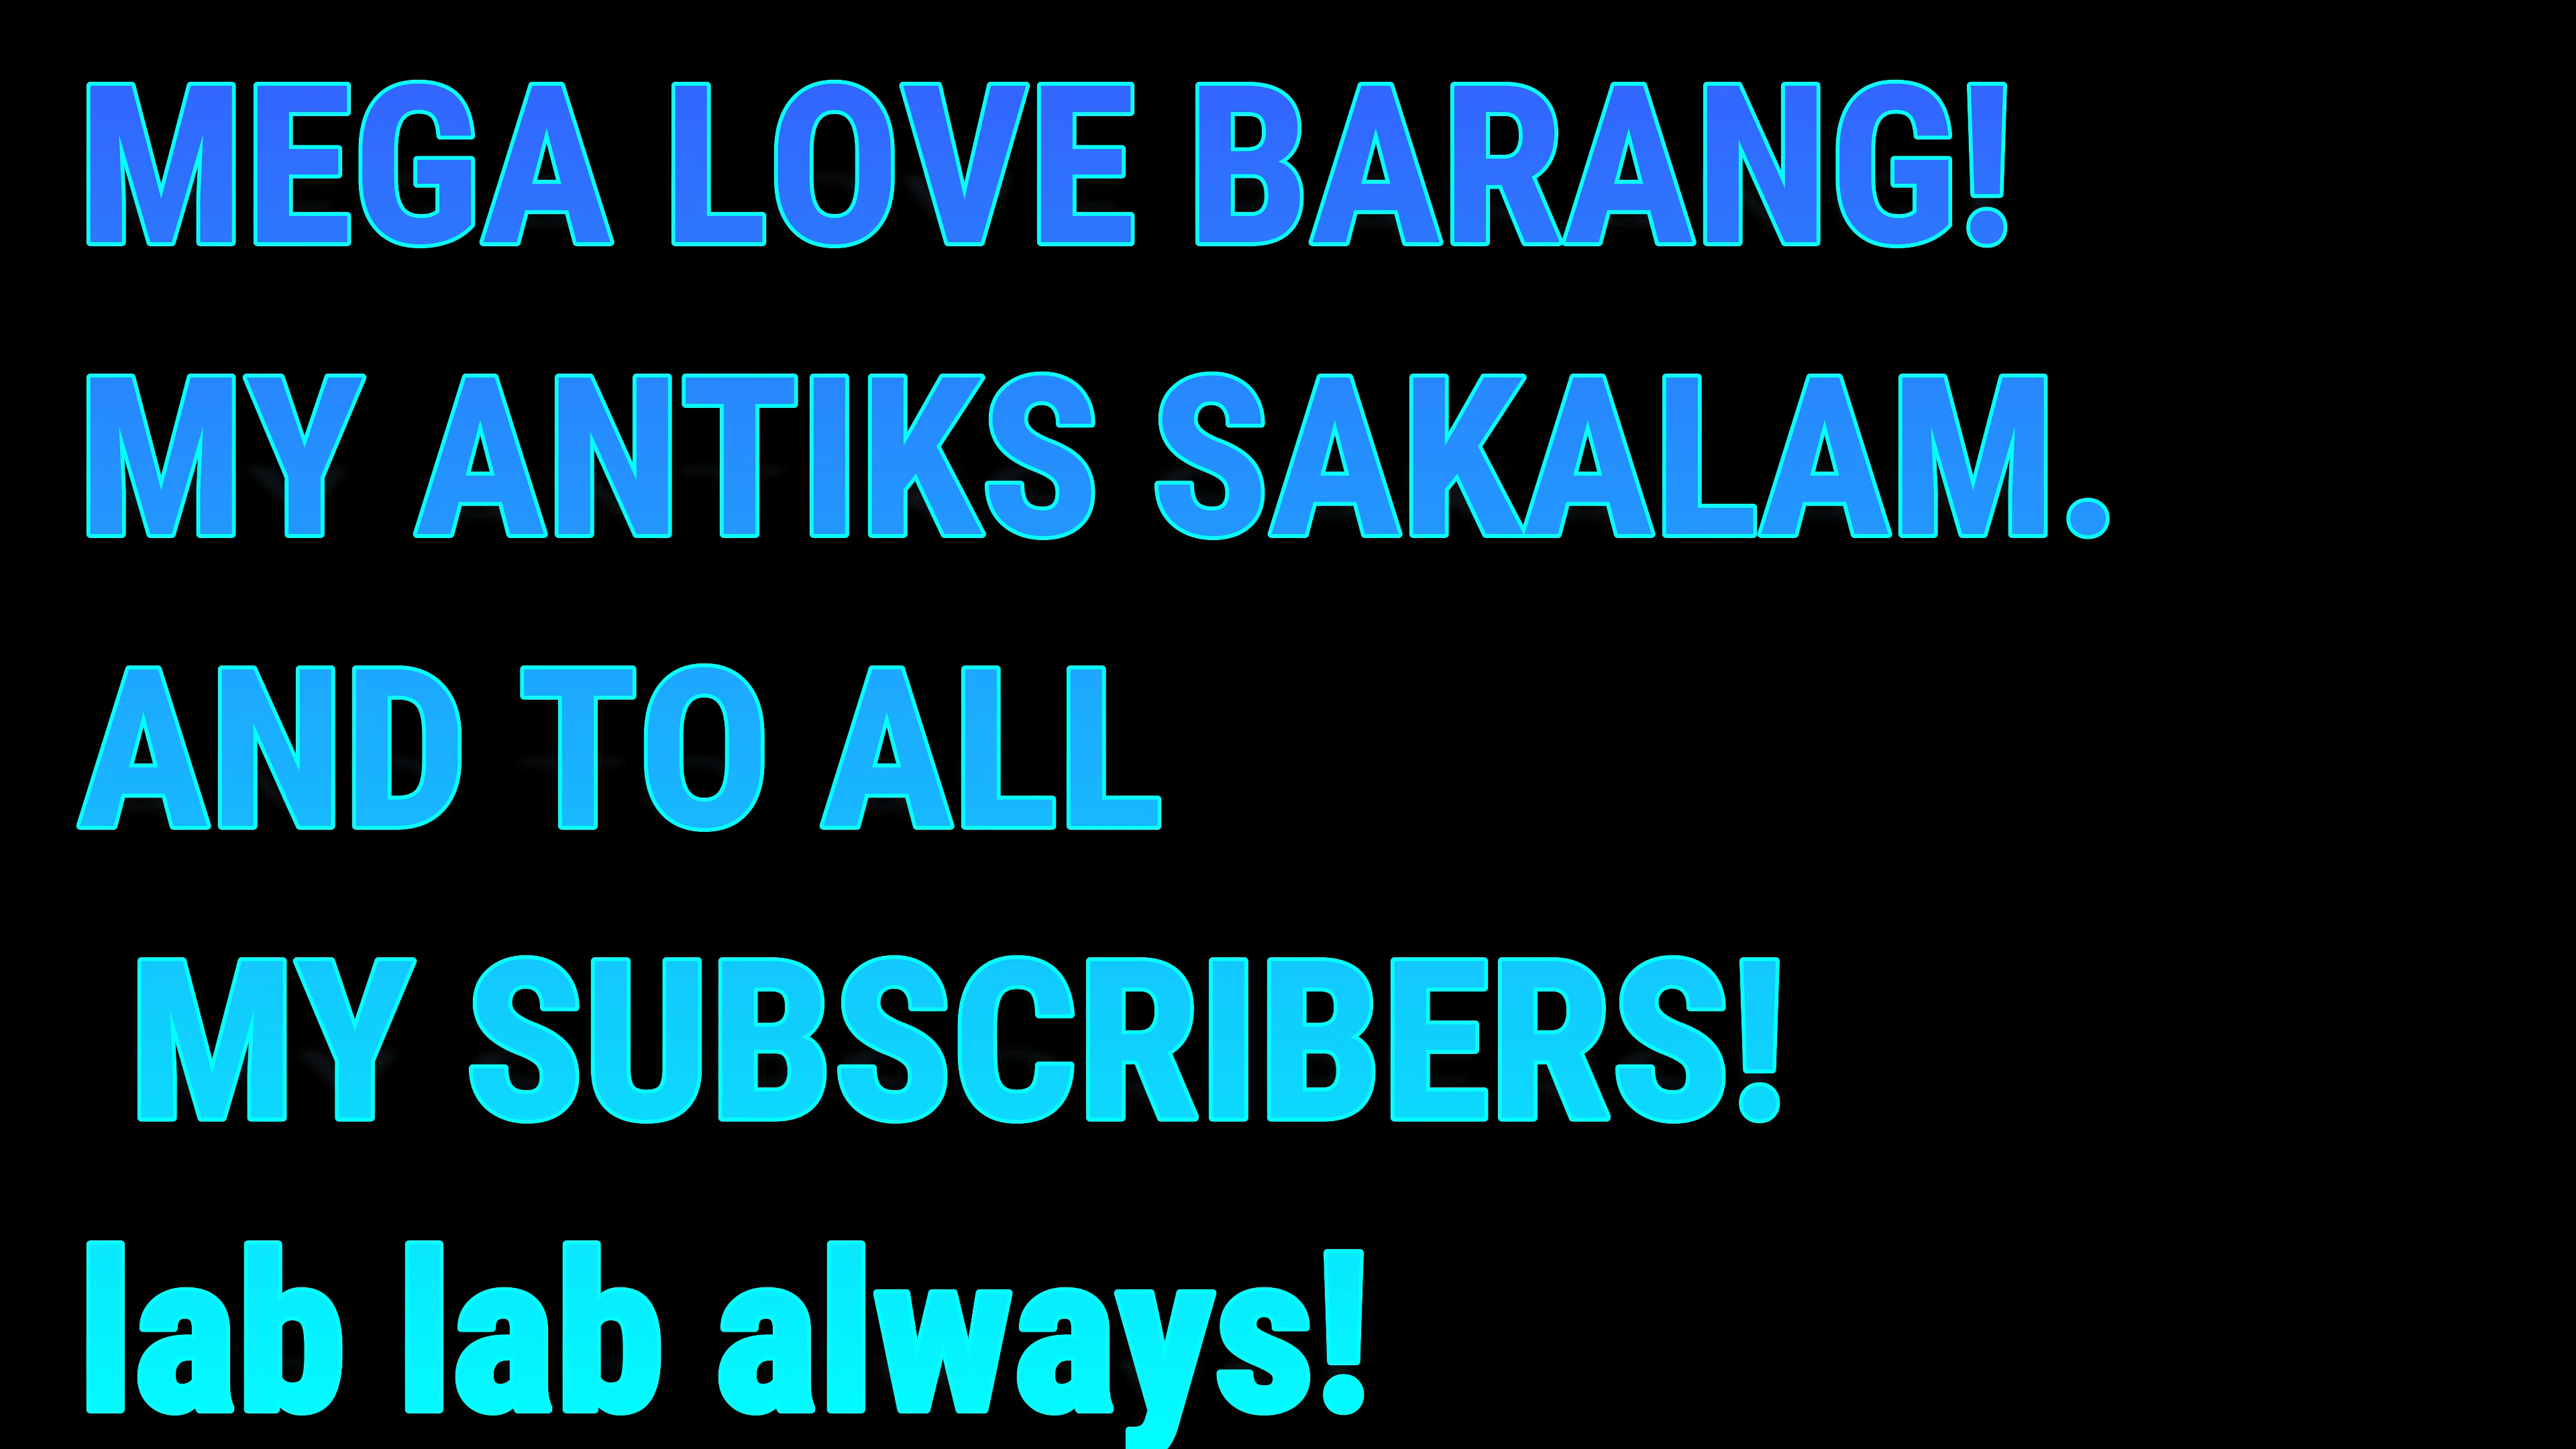 MEGA LOVE BARANG!
MY ANTIKS SAKALAM.
AND TO ALL
MY SUBSCRIBERS!
lab lab always!